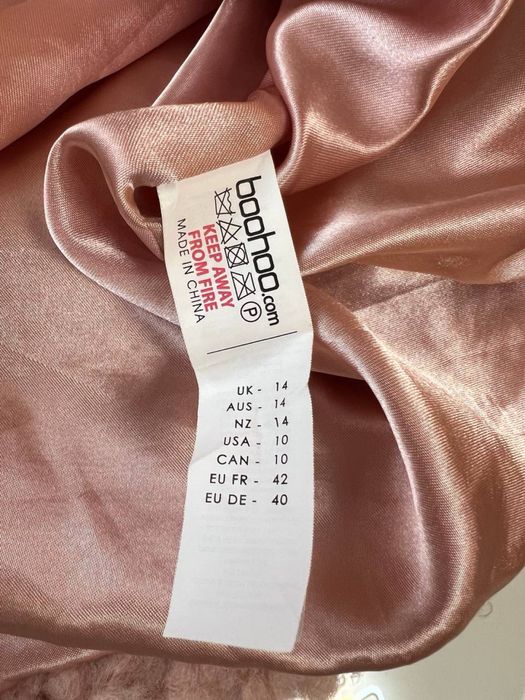 boohoo.com
P
KEEP AWAY
FROM FIRE
MADE IN CHINA
UK - 14
AUS - 14
NZ - 14
USA - 10
CAN - 10
EU FR - 42
EU DE - 40